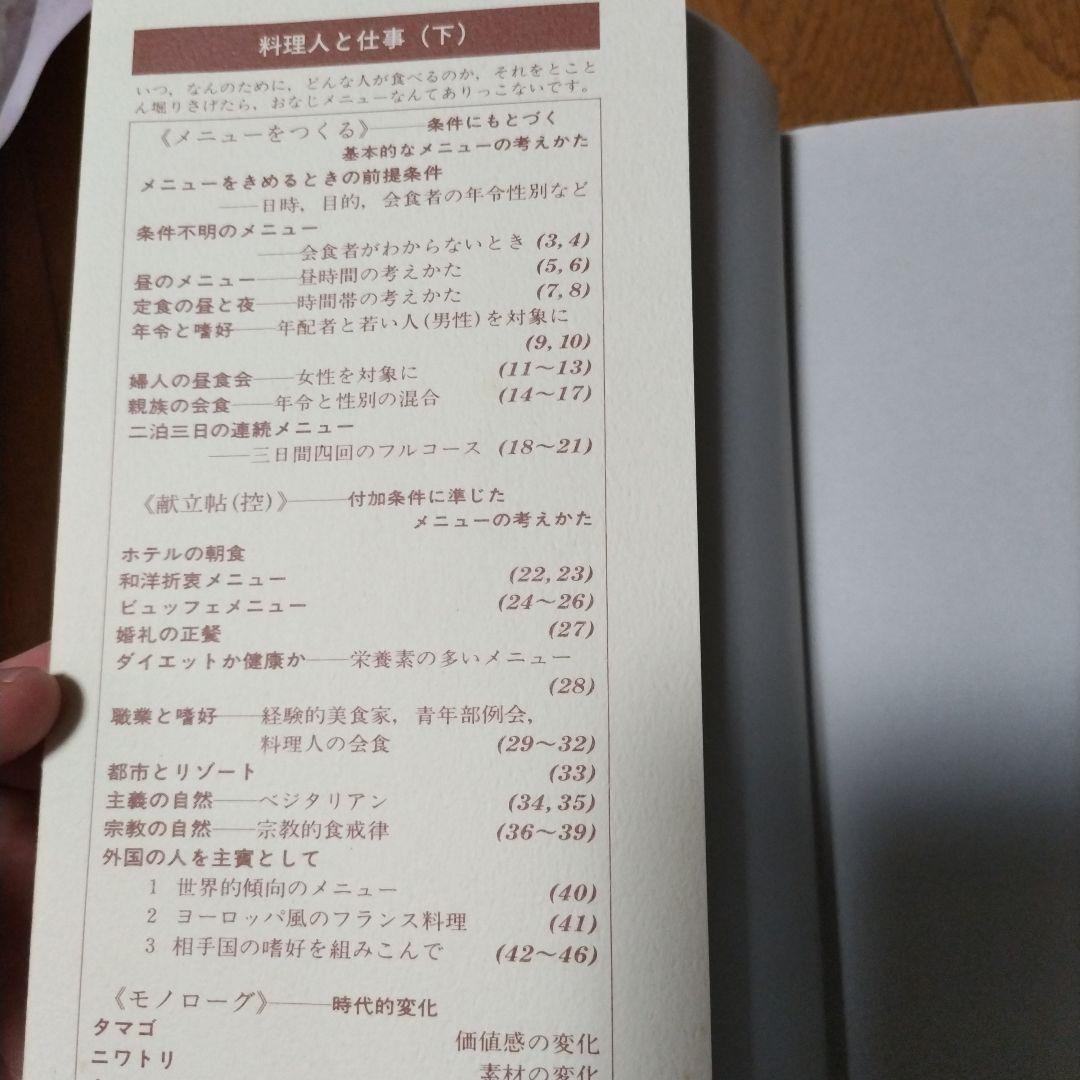 料理人と仕事（下）
いつ，なんのために，どんな人が食べるのか，それをとこと
ん堀りさげたら，おなじメニューなんてありっこないです。
《メニューをつくる》――条件にもとづく
基本的なメニューの考えかた
メニューをきめるときの前提条件
――日時，目的，会食者の年令性別など
条件不明のメニュー
――会食者がわからないとき (3, 4)
昼のメニュー――昼時間の考えかた (5, 6)
定食の昼と夜――時間帯の考えかた (7, 8)
年令と嗜好――年配者と若い人(男性)を対象に
(9, 10)
婦人の昼食会――女性を対象に (11〜13)
親族の会食――年令と性別の混合 (14〜17)
二泊三日の連続メニュー
――三日間四回のフルコース (18〜21)
《献立帖(控)》――付加条件に準じた
メニューの考えかた
ホテルの朝食
和洋折衷メニュー (22, 23)
ビュッフェメニュー (24〜26)
婚礼の正餐 (27)
ダイエットか健康か――栄養素の多いメニュー
(28)
職業と嗜好――経験的美食家，青年部例会，
料理人の会食 (29〜32)
都市とリゾート (33)
主義の自然――ベジタリアン (34, 35)
宗教の自然――宗教的食戒律 (36〜39)
外国の人を主賓として
1 世界的傾向のメニュー (40)
2 ヨーロッパ風のフランス料理 (41)
3 相手国の嗜好を組みこんで (42〜46)
《モノローグ》――時代的変化
タマゴ 価値感の変化
ニワトリ 素材の変化